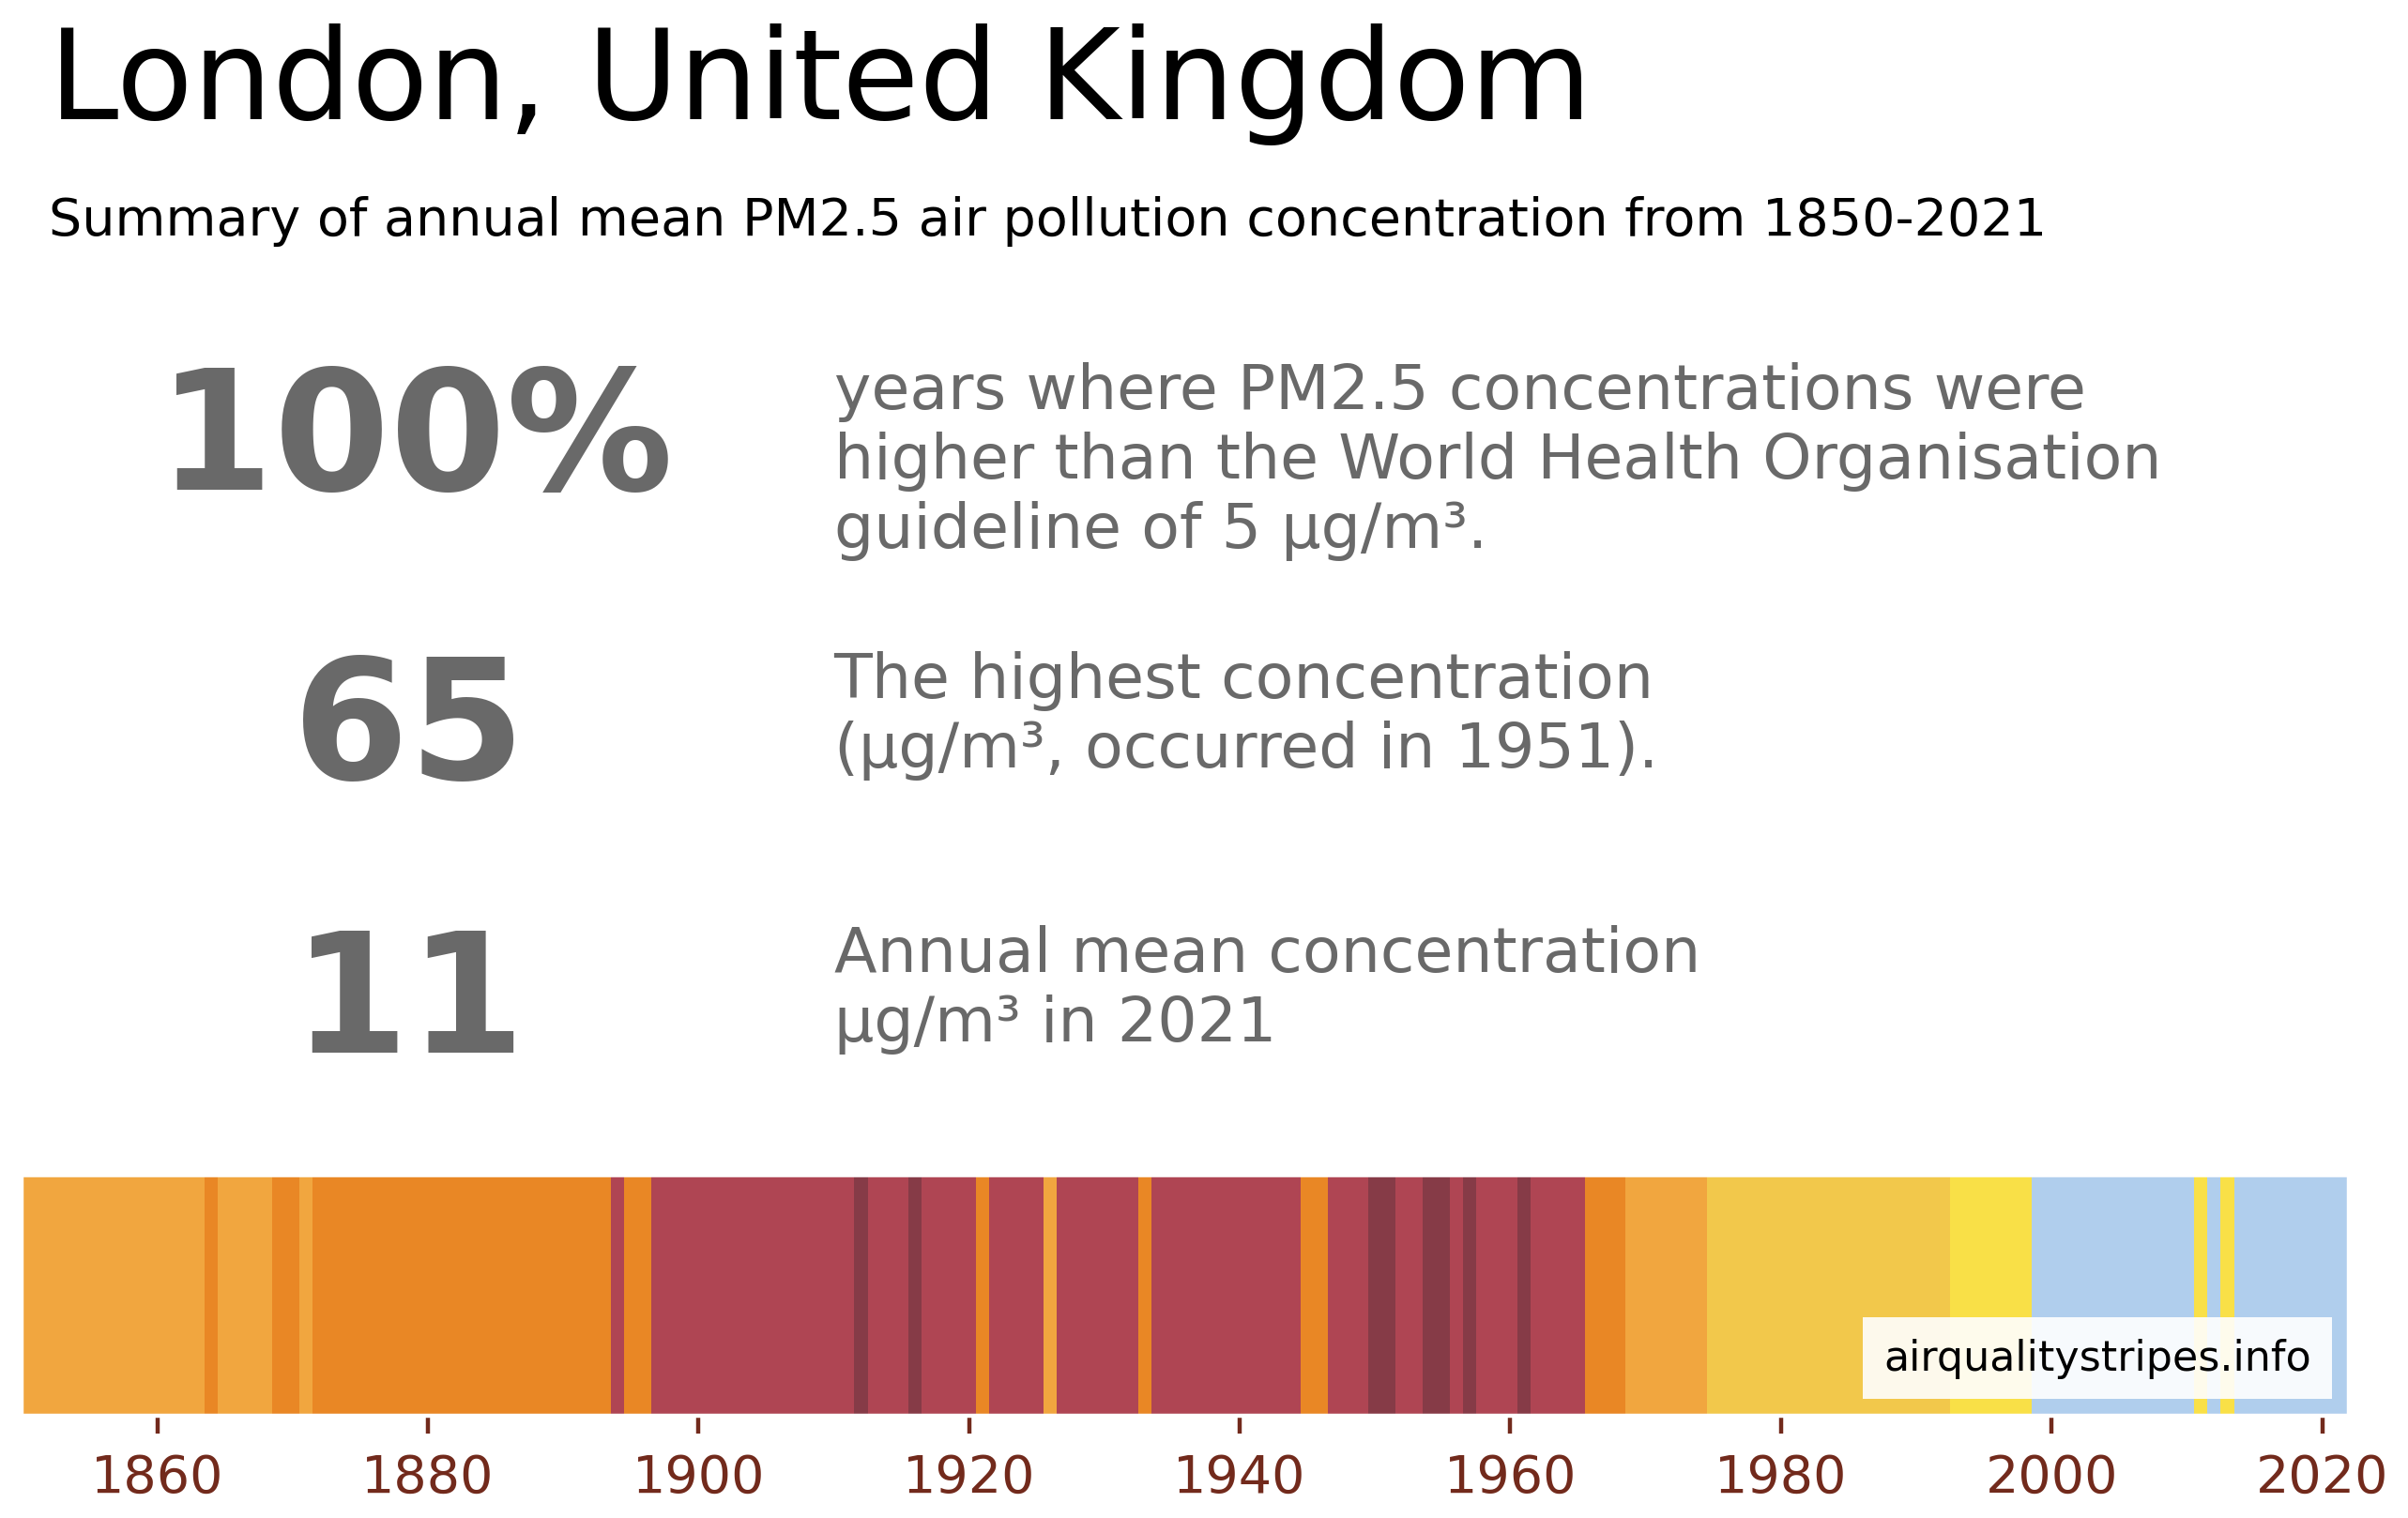 London, United Kingdom
Summary of annual mean PM2.5 air pollution concentration from 1850-2021
100%
years where PM2.5 concentrations were
higher than the World Health Organisation
guideline of 5 µg/m³.
65
The highest concentration
(µg/m³, occurred in 1951).
11
Annual mean concentration
µg/m³ in 2021
airqualitystripes.info
1860 1880 1900 1920 1940 1960 1980 2000 2020